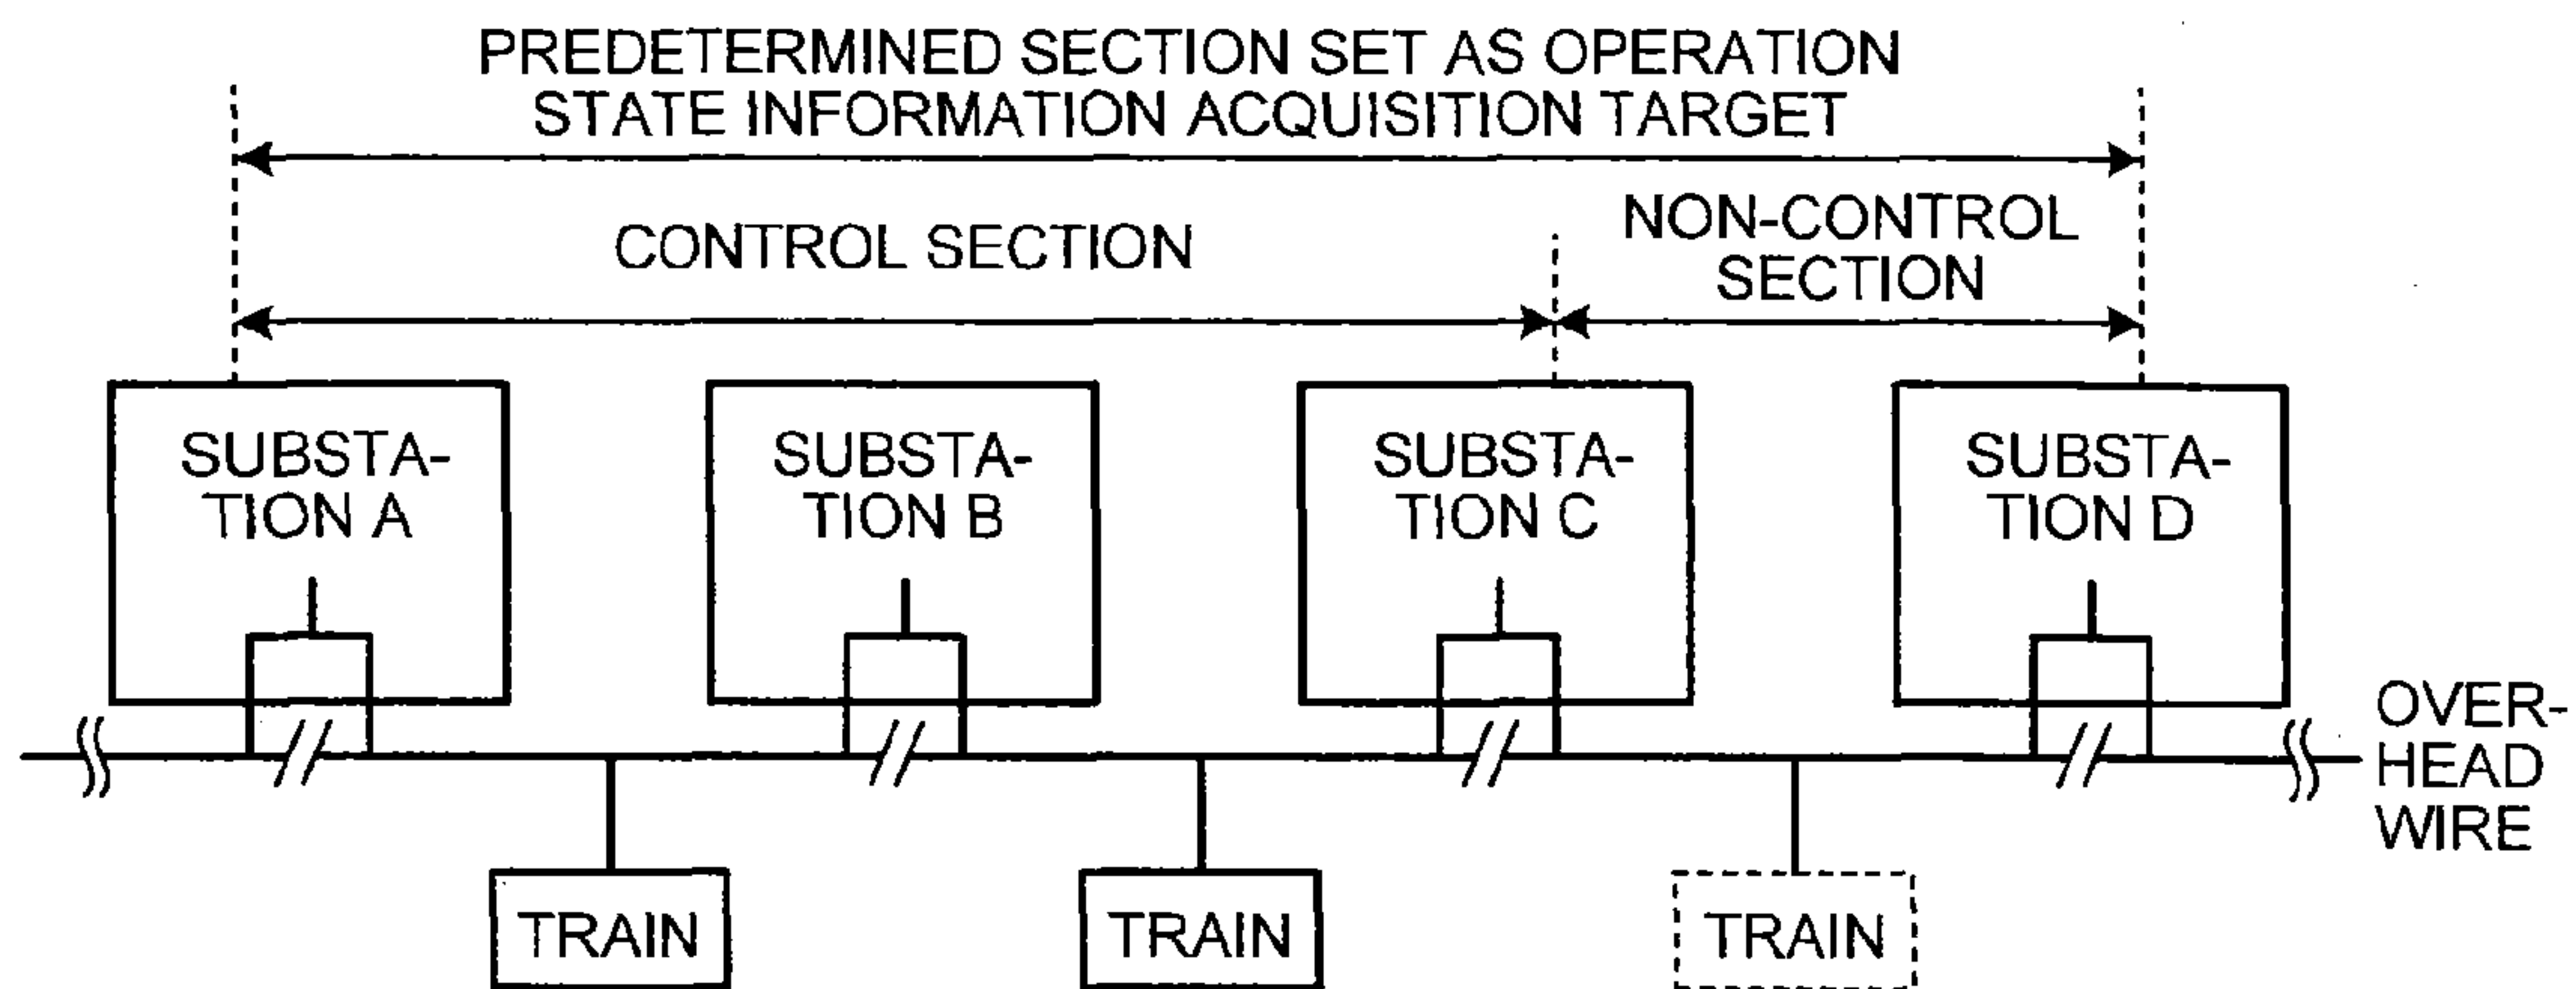 PREDETERMINED SECTION SET AS OPERATION
STATE INFORMATION ACQUISITION TARGET
CONTROL SECTION
NON-CONTROL
SECTION
SUBSTA-
TION A
SUBSTA-
TION B
SUBSTA-
TION C
SUBSTA-
TION D
OVER-
HEAD
WIRE
TRAIN
TRAIN
TRAIN